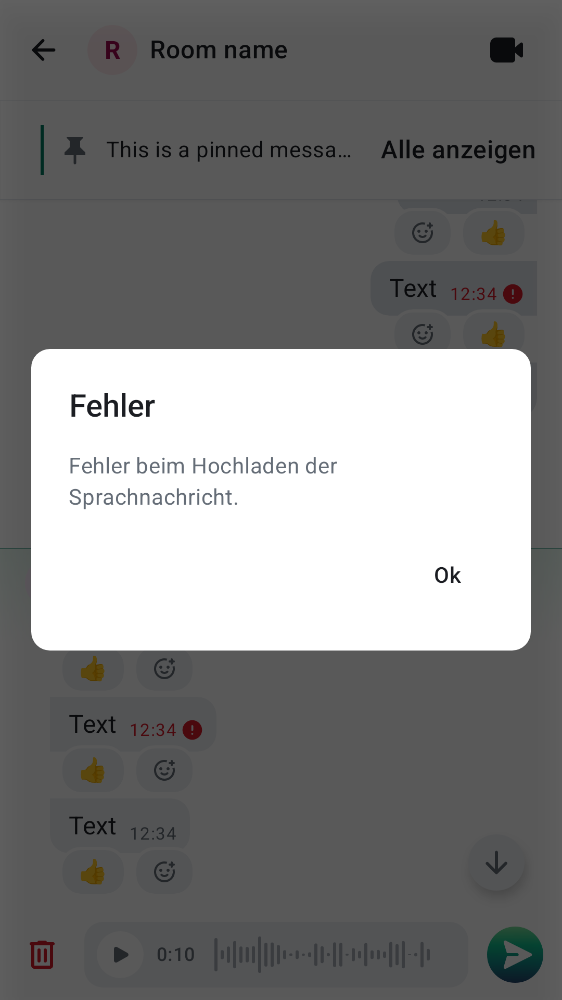 R Room name
This is a pinned messa… Alle anzeigen
Text 12:34
Fehler
Fehler beim Hochladen der
Sprachnachricht.
Ok
Text 12:34
Text 12:34
0:10